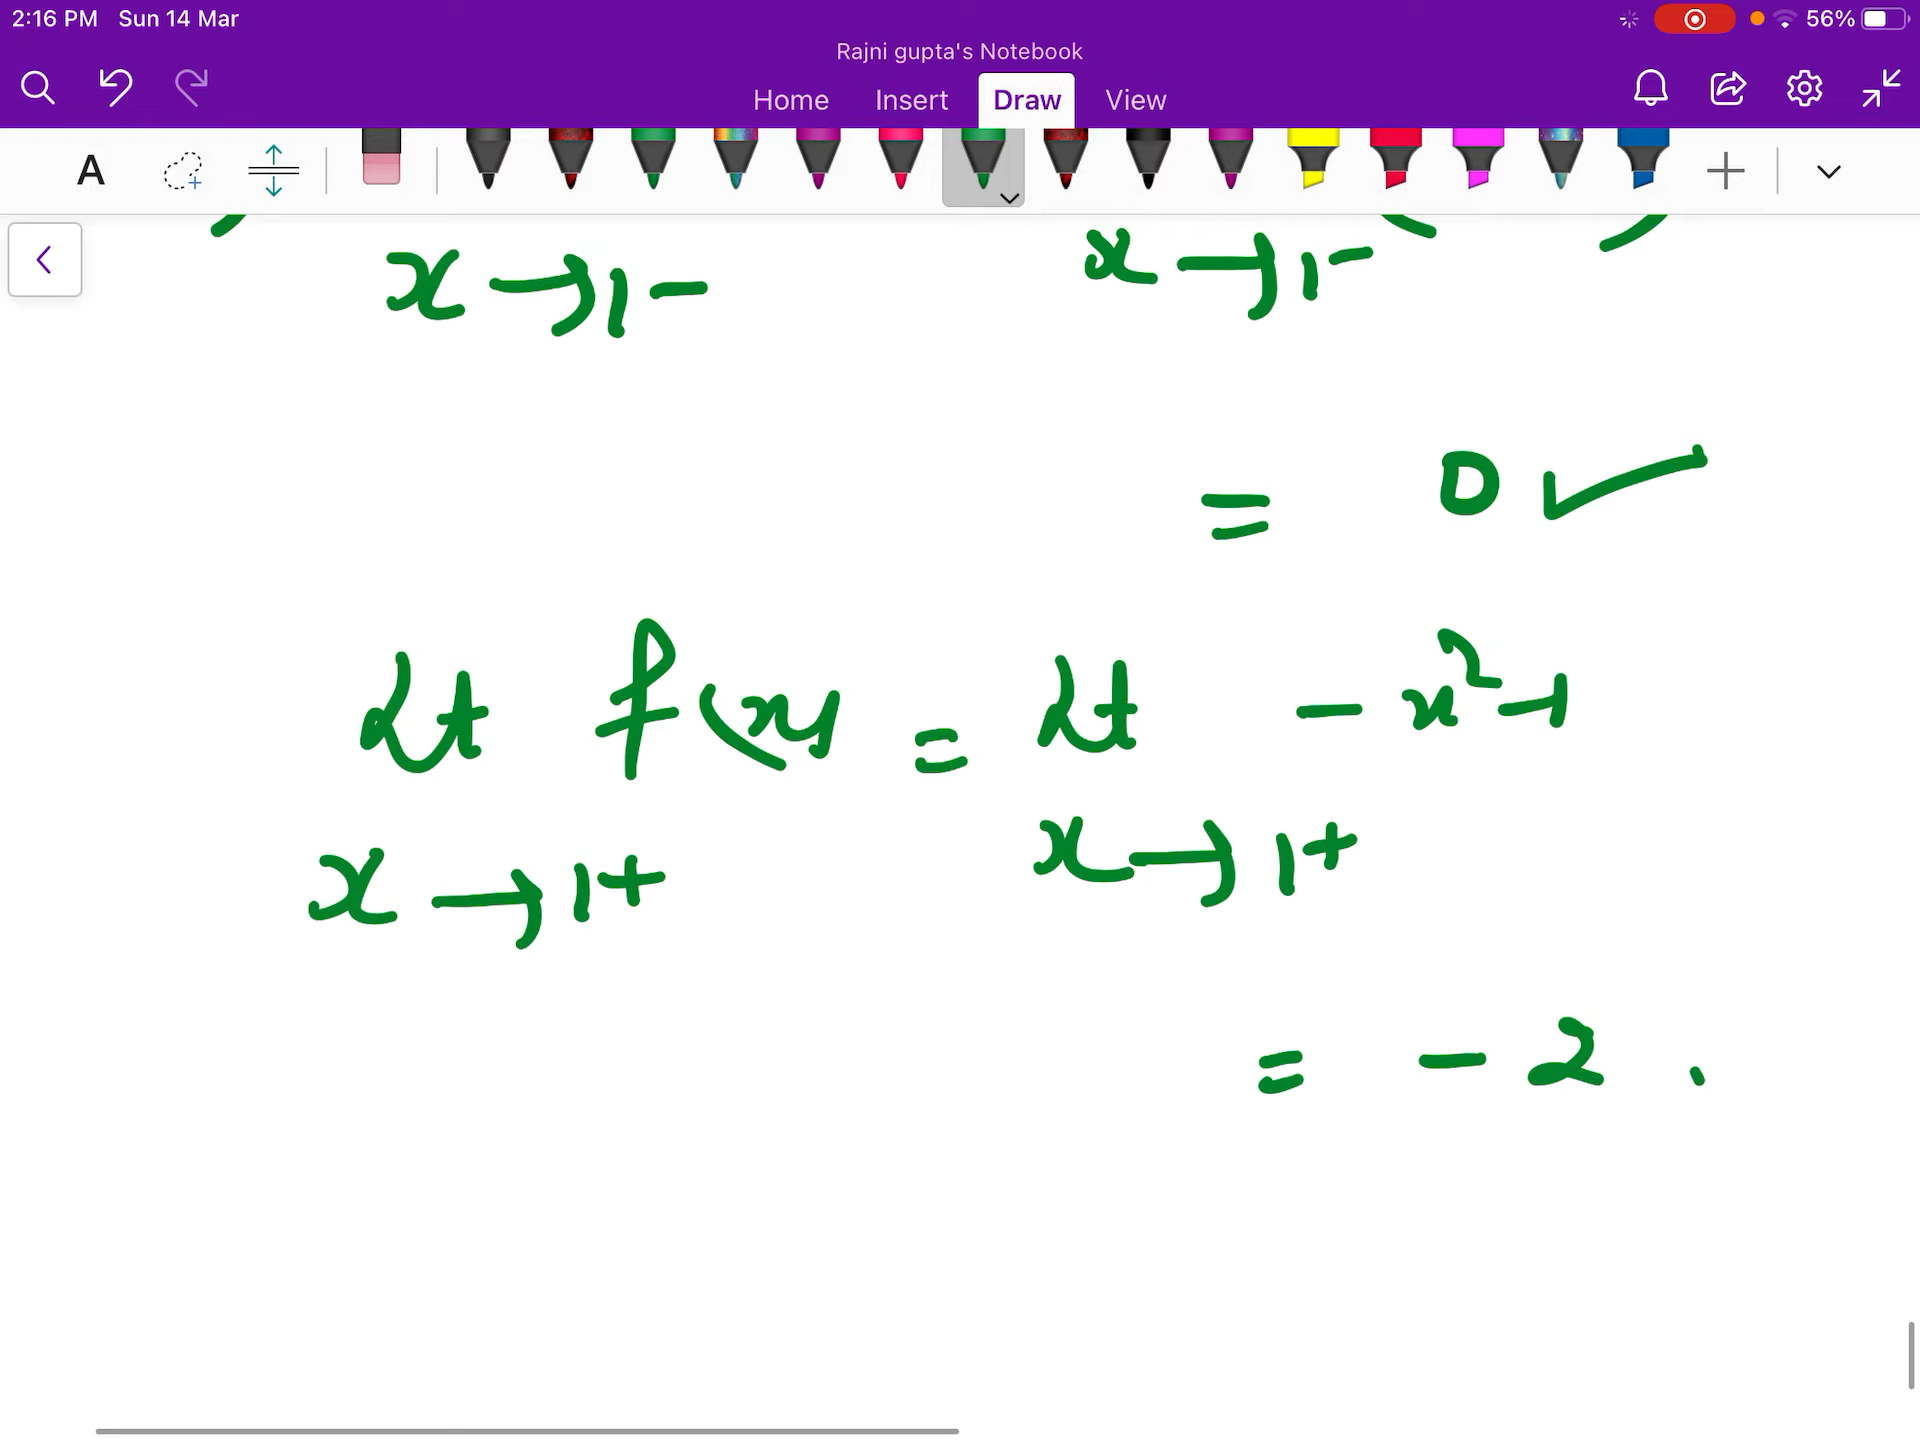 2:16 PM Sun 14 Mar 56%
Rajni gupta's Notebook
Home Insert Draw View
A
x→1- x→1-
= 0 ✓
Lt f(x) = Lt - x²-1
x→1+ x→1+
= - 2 .